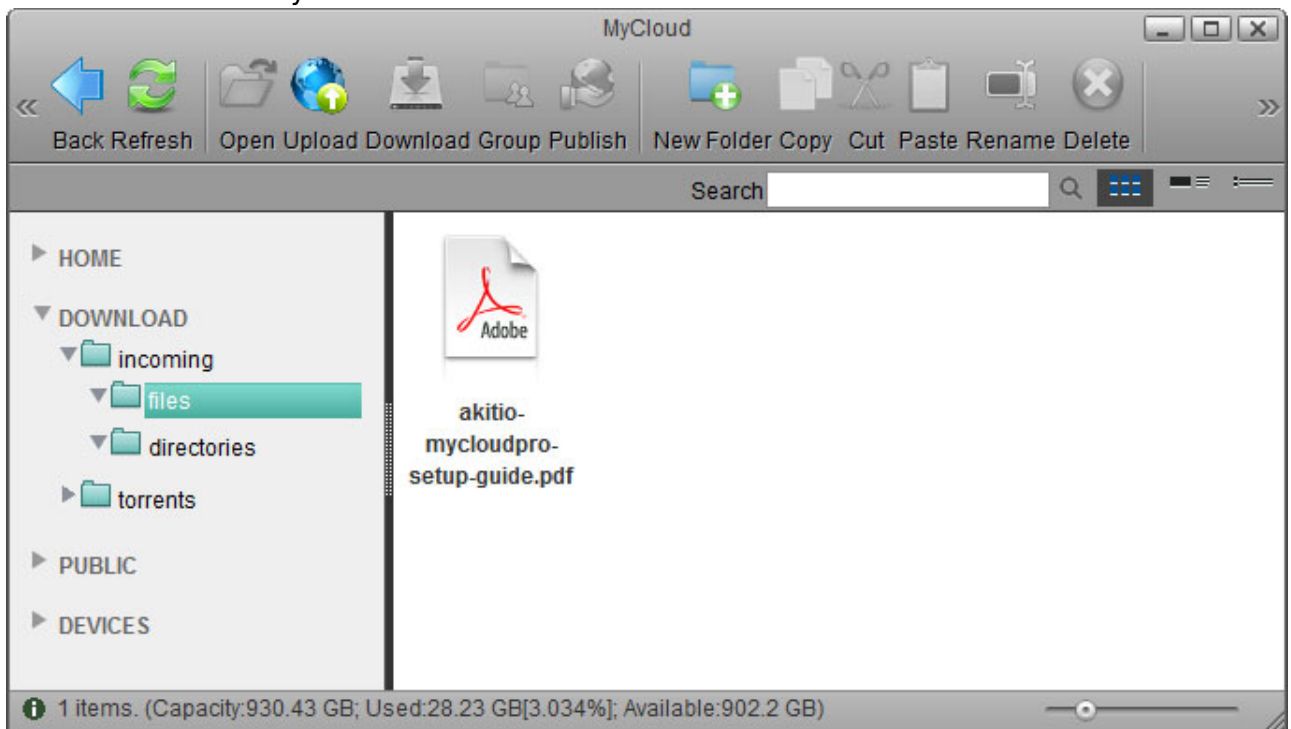 MyCloud
Back Refresh Open Upload Download Group Publish New Folder Copy Cut Paste Rename Delete
Search
HOME
DOWNLOAD
incoming
files
directories
torrents
PUBLIC
DEVICES
Adobe
akitio-
mycloudpro-
setup-guide.pdf
1 items. (Capacity:930.43 GB; Used:28.23 GB[3.034%]; Available:902.2 GB)